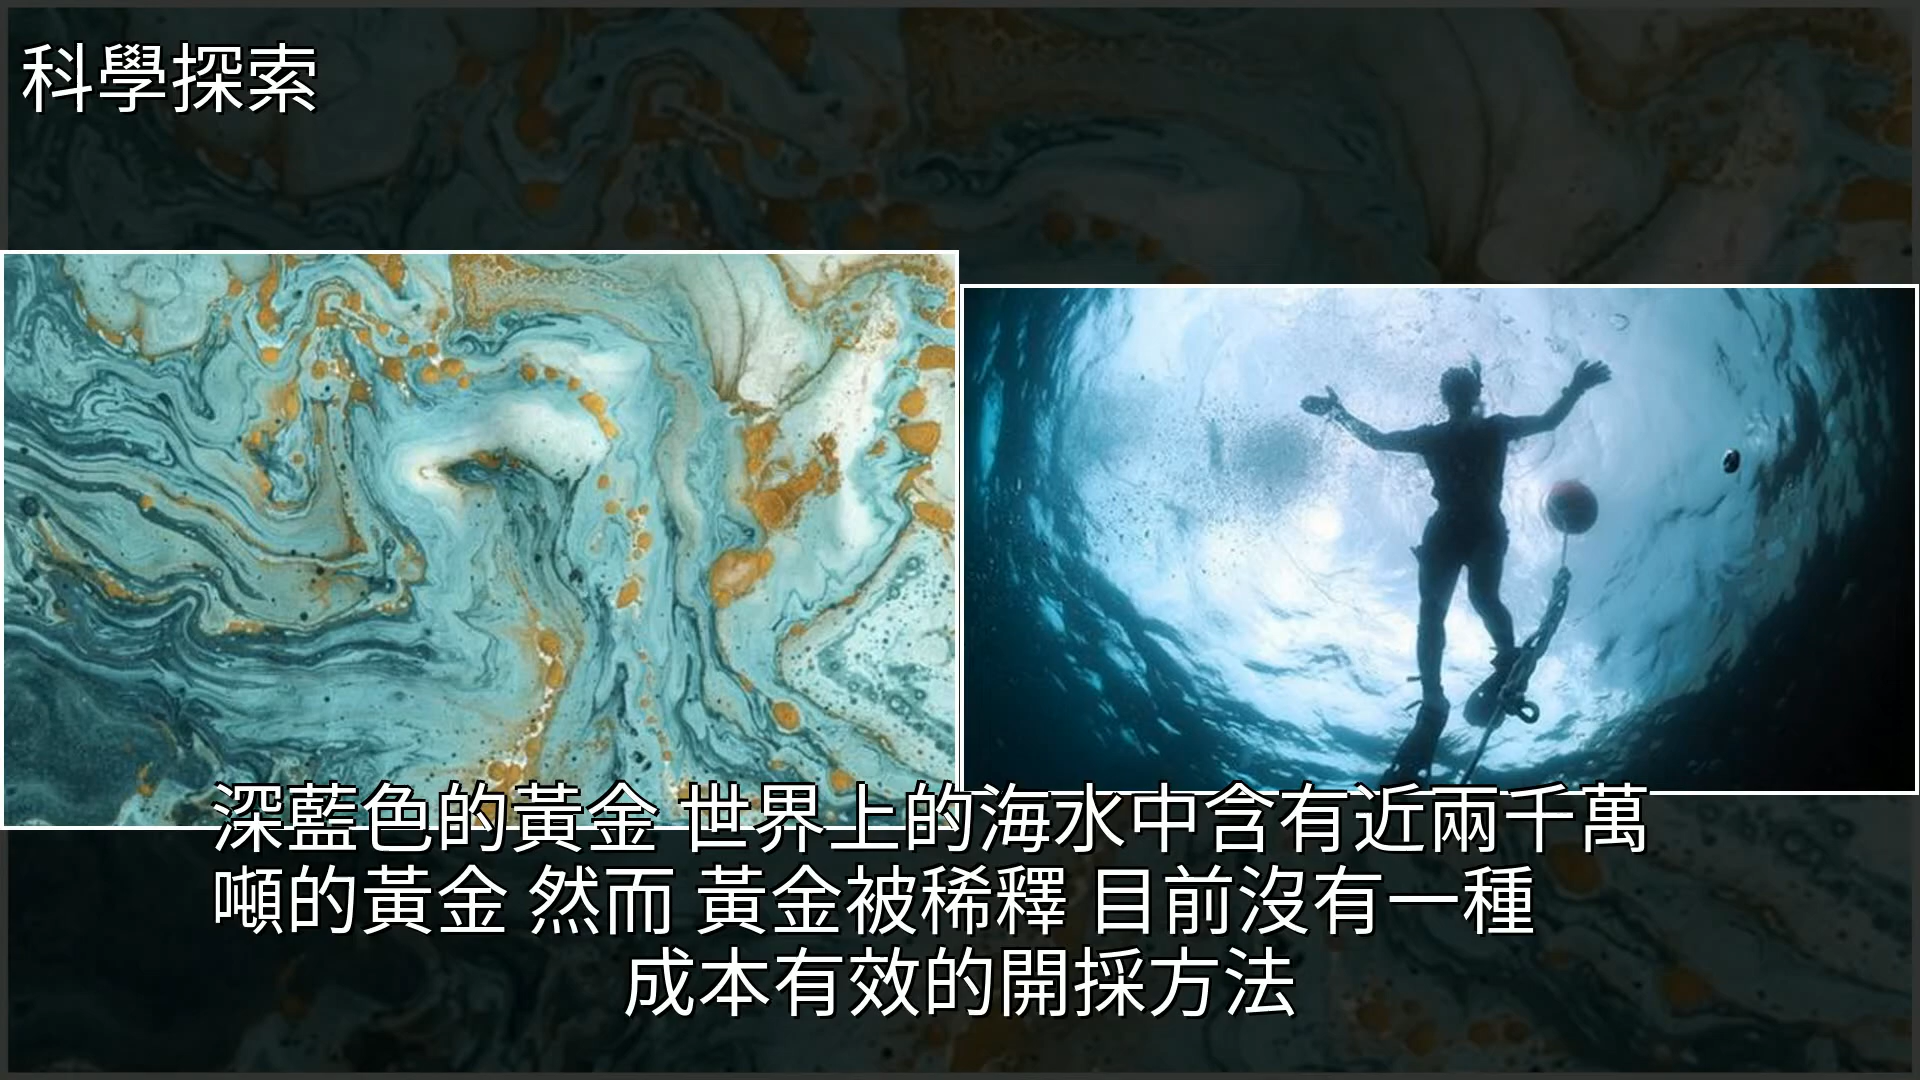 科學探索
深藍色的黃金 世界上的海水中含有近兩千萬
噸的黃金 然而 黃金被稀釋 目前沒有一種
成本有效的開採方法